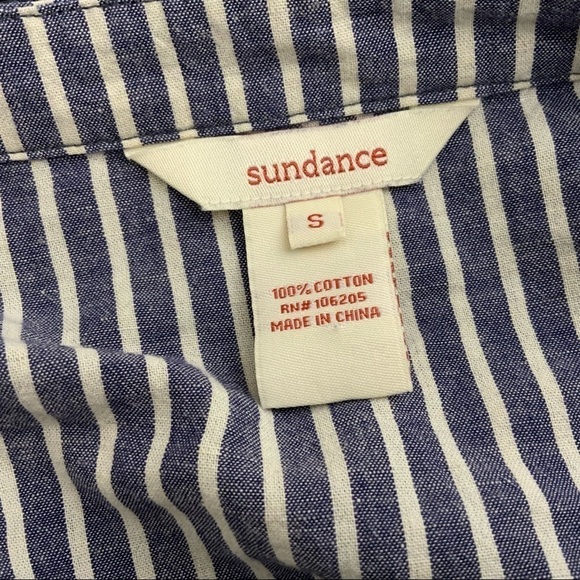 sundance
S
100% COTTON
RN# 106205
MADE IN CHINA